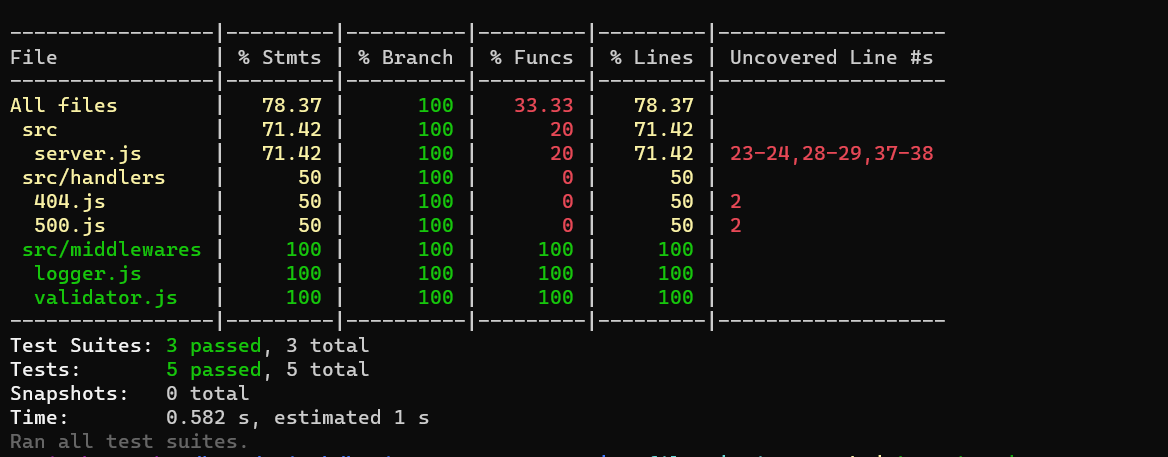 -----------------|---------|----------|---------|---------|-------------------
File             | % Stmts | % Branch | % Funcs | % Lines | Uncovered Line #s
-----------------|---------|----------|---------|---------|-------------------
All files        |   78.37 |      100 |   33.33 |   78.37 |
 src             |   71.42 |      100 |      20 |   71.42 |
  server.js      |   71.42 |      100 |      20 |   71.42 | 23-24,28-29,37-38
 src/handlers    |      50 |      100 |       0 |      50 |
  404.js         |      50 |      100 |       0 |      50 | 2
  500.js         |      50 |      100 |       0 |      50 | 2
 src/middlewares |     100 |      100 |     100 |     100 |
  logger.js      |     100 |      100 |     100 |     100 |
  validator.js   |     100 |      100 |     100 |     100 |
-----------------|---------|----------|---------|---------|-------------------
Test Suites: 3 passed, 3 total
Tests:       5 passed, 5 total
Snapshots:   0 total
Time:        0.582 s, estimated 1 s
Ran all test suites.